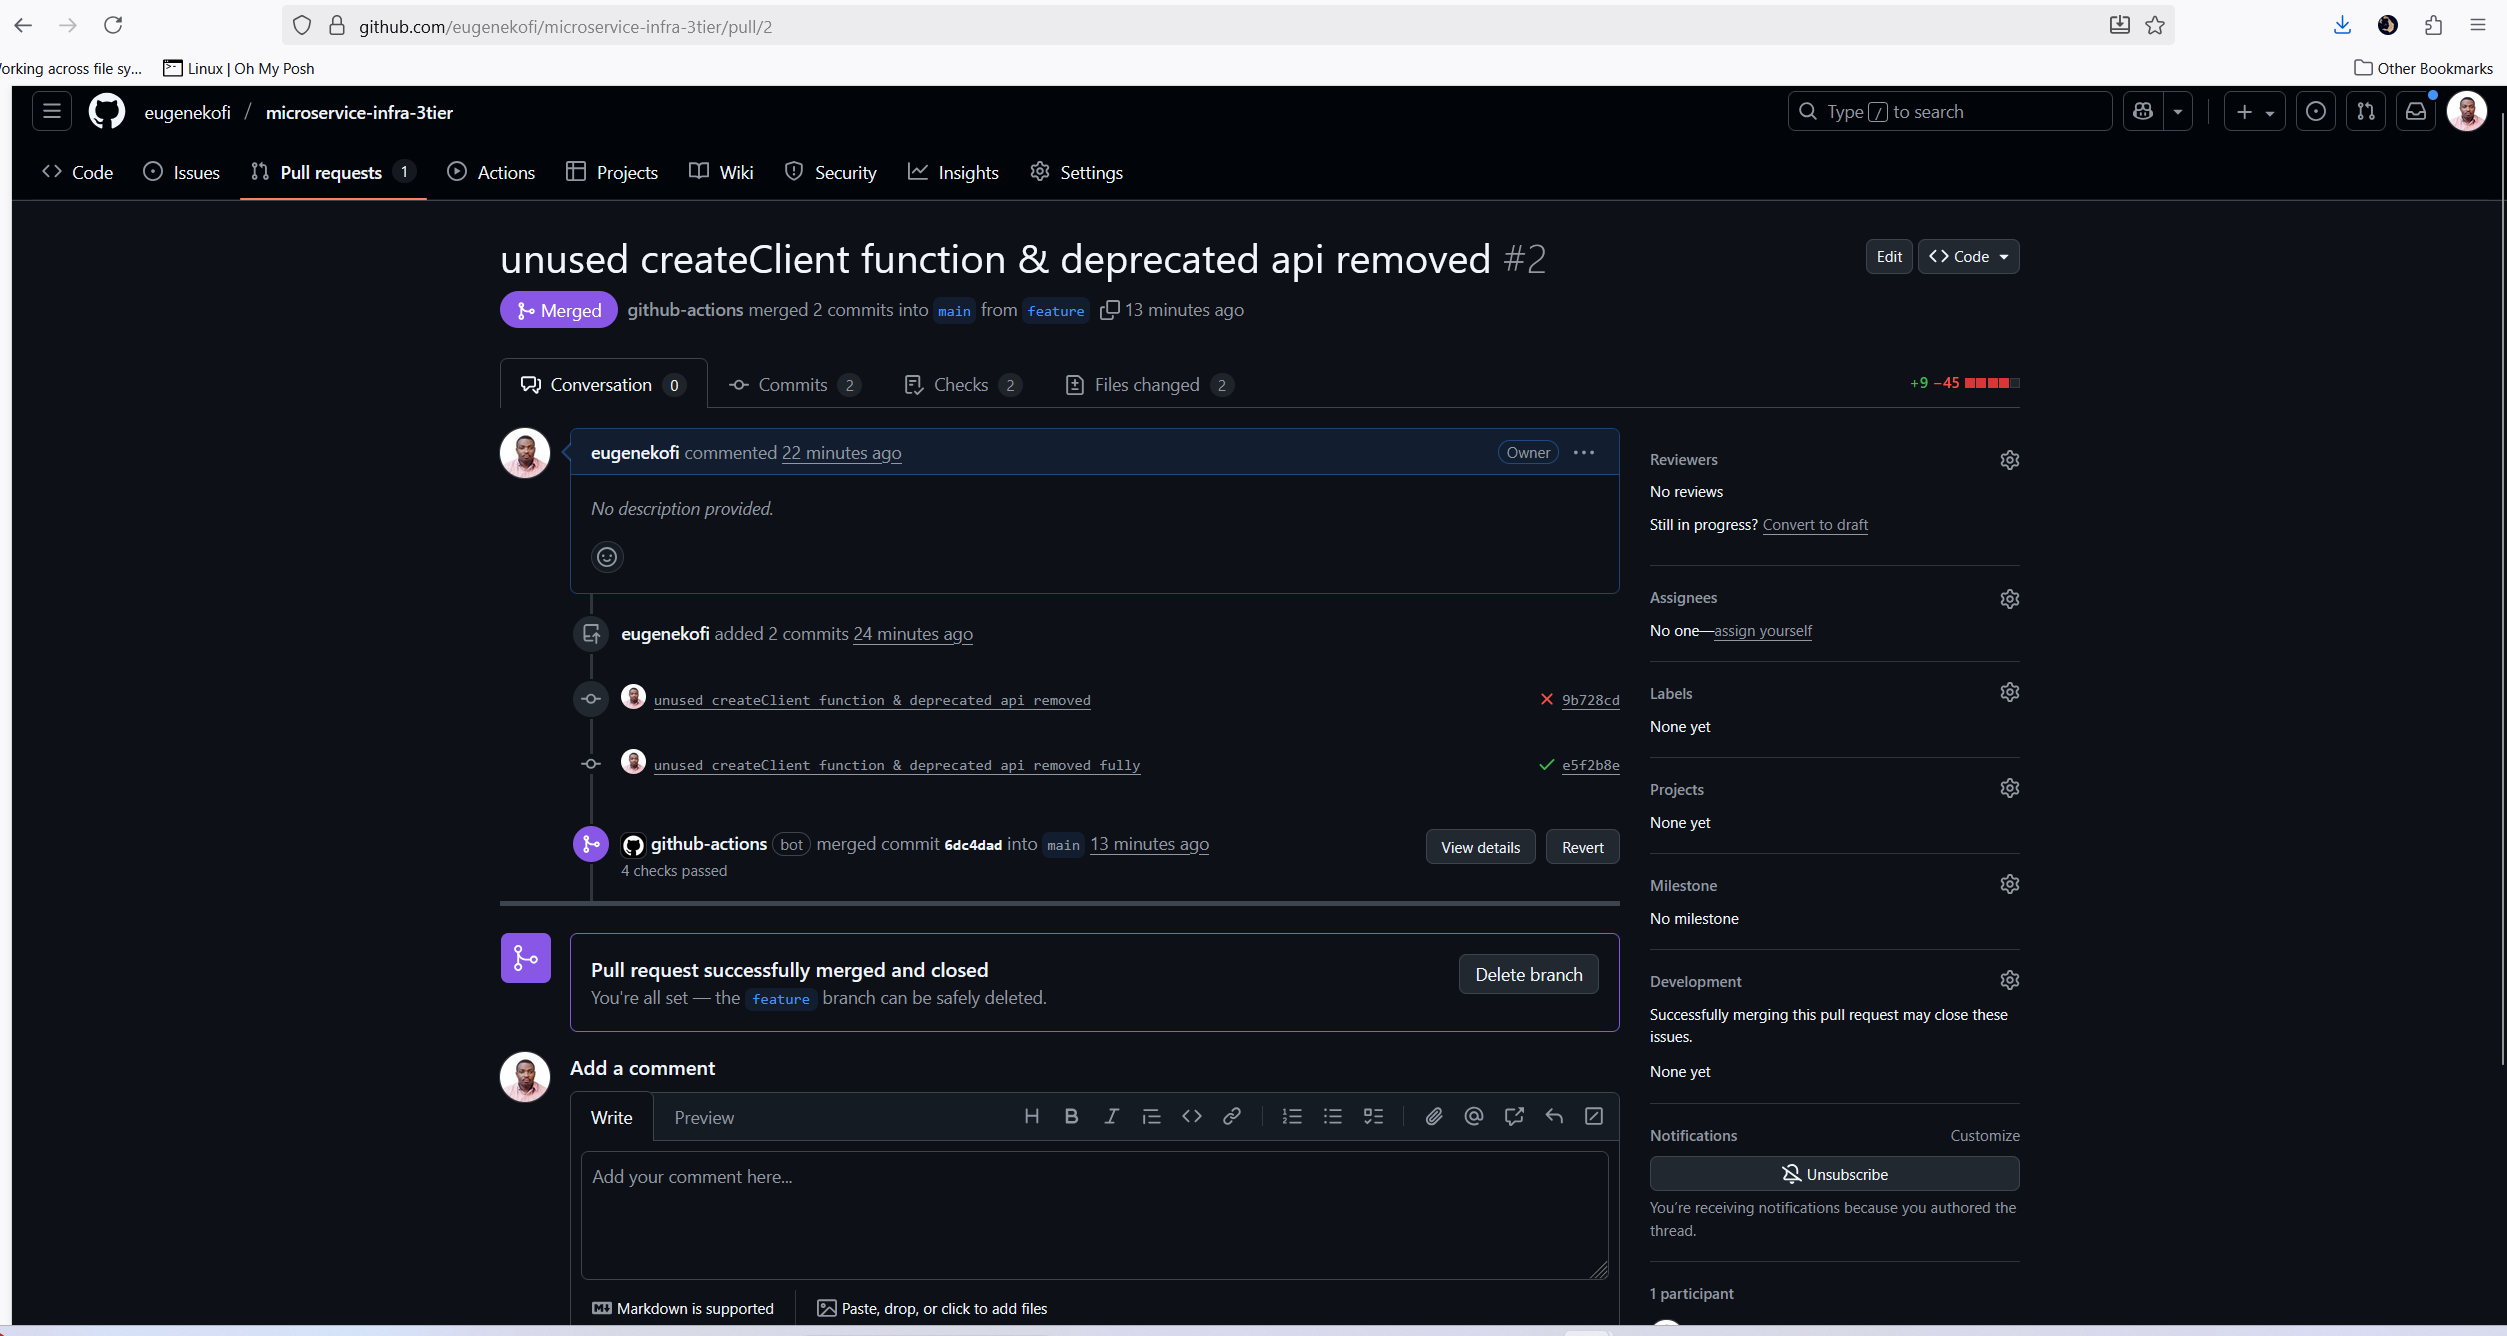 github.com/eugenekofi/microservice-infra-3tier/pull/2
orking across file sy...
Linux | Oh My Posh
Other Bookmarks
eugenekofi / microservice-infra-3tier
Type / to search
Code
Issues
Pull requests 1
Actions
Projects
Wiki
Security
Insights
Settings
unused createClient function & deprecated api removed #2
Edit
Code
Merged
github-actions merged 2 commits into main from feature 13 minutes ago
Conversation 0
Commits 2
Checks 2
Files changed 2
+9 −45
eugenekofi commented 22 minutes ago
Owner
No description provided.
eugenekofi added 2 commits 24 minutes ago
unused createClient function & deprecated api removed
9b728cd
unused createClient function & deprecated api removed fully
e5f2b8e
github-actions bot merged commit 6dc4dad into main 13 minutes ago
4 checks passed
View details
Revert
Pull request successfully merged and closed
You're all set — the feature branch can be safely deleted.
Delete branch
Add a comment
Write
Preview
Add your comment here...
Markdown is supported
Paste, drop, or click to add files
Reviewers
No reviews
Still in progress? Convert to draft
Assignees
No one—assign yourself
Labels
None yet
Projects
None yet
Milestone
No milestone
Development
Successfully merging this pull request may close these
issues.
None yet
Notifications
Customize
Unsubscribe
You're receiving notifications because you authored the
thread.
1 participant